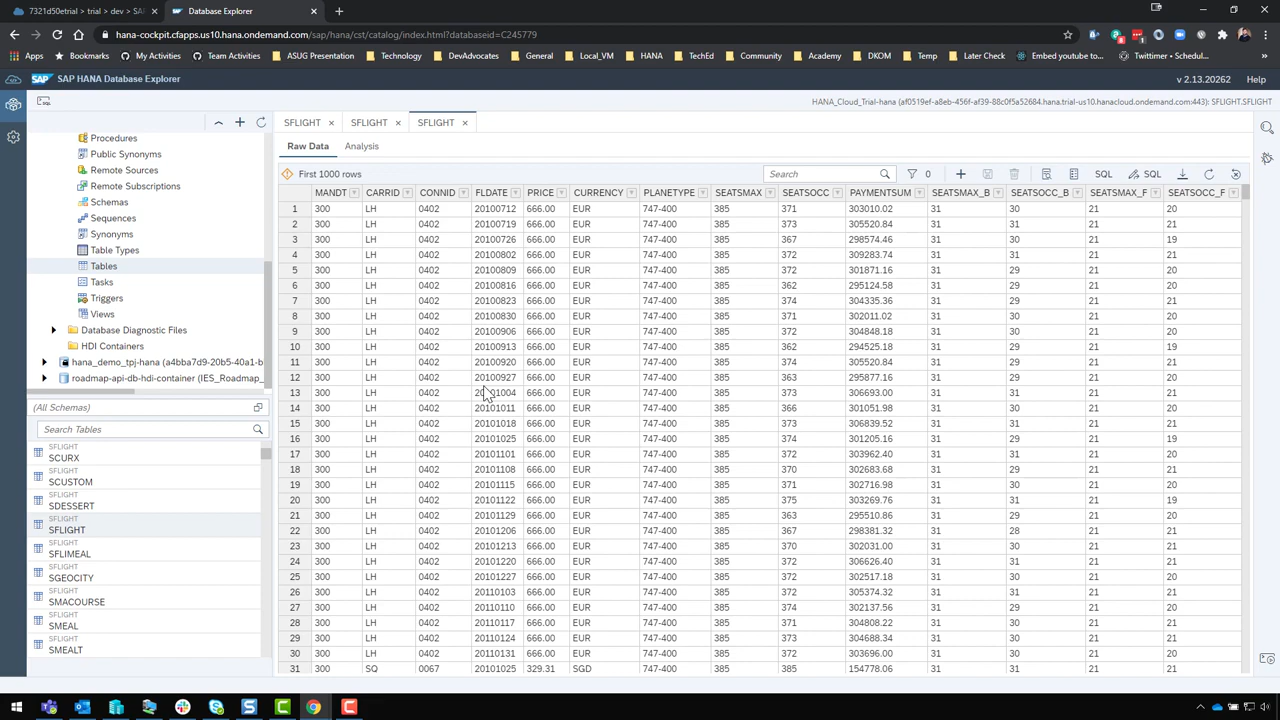 7321d50etrial > trial > dev > SA
Database Explorer
hana-cockpit.cfapps.us10.hana.ondemand.com/sap/hana/cst/catalog/index.html?databaseid=C245779
Apps Bookmarks My Activities Team Activities ASUG Presentation Technology DevAdvocates General Local_VM HANA TechEd Community Academy DKOM Temp Later Check Embed youtube to... Twittimer • Schedul... »
SAP SAP HANA Database Explorer v 2.13.20262 Help
HANA_Cloud_Trial-hana (af0519ef-a8eb-456f-af39-88c0f5a52684.hana.trial-us10.hanacloud.ondemand.com:443): SFLIGHT.SFLIGHT
SFLIGHT SFLIGHT SFLIGHT
Raw Data Analysis
First 1000 rows Search 0 SQL SQL
Procedures
Public Synonyms
Remote Sources
Remote Subscriptions
Schemas
Sequences
Synonyms
Table Types
Tables
Tasks
Triggers
Views
Database Diagnostic Files
HDI Containers
hana_demo_tpj-hana (a4bba7d9-20b5-40a1-b
roadmap-api-db-hdi-container (IES_Roadmap_
(All Schemas)
Search Tables
SFLIGHT
SCURX
SFLIGHT
SCUSTOM
SFLIGHT
SDESSERT
SFLIGHT
SFLIGHT
SFLIGHT
SFLIMEAL
SFLIGHT
SGEOCITY
SFLIGHT
SMACOURSE
SFLIGHT
SMEAL
SFLIGHT
SMEALT
MANDT CARRID CONNID FLDATE PRICE CURRENCY PLANETYPE SEATSMAX SEATSOCC PAYMENTSUM SEATSMAX_B SEATSOCC_B SEATSMAX_F SEATSOCC_F
1 300 LH 0402 20100712 666.00 EUR 747-400 385 371 303010.02 31 30 21 20
2 300 LH 0402 20100719 666.00 EUR 747-400 385 373 305520.84 31 31 21 21
3 300 LH 0402 20100726 666.00 EUR 747-400 385 367 298574.46 31 30 21 19
4 300 LH 0402 20100802 666.00 EUR 747-400 385 372 309283.74 31 31 21 21
5 300 LH 0402 20100809 666.00 EUR 747-400 385 372 301871.16 31 29 21 20
6 300 LH 0402 20100816 666.00 EUR 747-400 385 362 295124.58 31 29 21 20
7 300 LH 0402 20100823 666.00 EUR 747-400 385 374 304335.36 31 29 21 21
8 300 LH 0402 20100830 666.00 EUR 747-400 385 371 302011.02 31 30 21 20
9 300 LH 0402 20100906 666.00 EUR 747-400 385 372 304848.18 31 30 21 21
10 300 LH 0402 20100913 666.00 EUR 747-400 385 362 294525.18 31 29 21 19
11 300 LH 0402 20100920 666.00 EUR 747-400 385 374 305520.84 31 30 21 21
12 300 LH 0402 20100927 666.00 EUR 747-400 385 363 295877.16 31 29 21 20
13 300 LH 0402 20101004 666.00 EUR 747-400 385 373 306693.00 31 31 21 21
14 300 LH 0402 20101011 666.00 EUR 747-400 385 366 301051.98 31 30 21 20
15 300 LH 0402 20101018 666.00 EUR 747-400 385 373 306839.52 31 31 21 21
16 300 LH 0402 20101025 666.00 EUR 747-400 385 374 301205.16 31 29 21 19
17 300 LH 0402 20101101 666.00 EUR 747-400 385 372 303962.40 31 30 21 21
18 300 LH 0402 20101108 666.00 EUR 747-400 385 370 302683.68 31 29 21 21
19 300 LH 0402 20101115 666.00 EUR 747-400 385 371 302716.98 31 30 21 20
20 300 LH 0402 20101122 666.00 EUR 747-400 385 375 303269.76 31 31 21 19
21 300 LH 0402 20101129 666.00 EUR 747-400 385 363 295510.86 31 29 21 20
22 300 LH 0402 20101206 666.00 EUR 747-400 385 367 298381.32 31 28 21 21
23 300 LH 0402 20101213 666.00 EUR 747-400 385 370 302031.00 31 30 21 21
24 300 LH 0402 20101220 666.00 EUR 747-400 385 372 306626.40 31 30 21 21
25 300 LH 0402 20101227 666.00 EUR 747-400 385 372 302517.18 31 30 21 20
26 300 LH 0402 20110103 666.00 EUR 747-400 385 372 305374.32 31 31 21 21
27 300 LH 0402 20110110 666.00 EUR 747-400 385 374 302137.56 31 29 21 20
28 300 LH 0402 20110117 666.00 EUR 747-400 385 371 304808.22 31 30 21 21
29 300 LH 0402 20110124 666.00 EUR 747-400 385 373 304688.34 31 30 21 21
30 300 LH 0402 20110131 666.00 EUR 747-400 385 372 303696.00 31 30 21 21
31 300 SQ 0067 20101025 329.31 SGD 747-400 385 385 154778.06 31 31 21 21